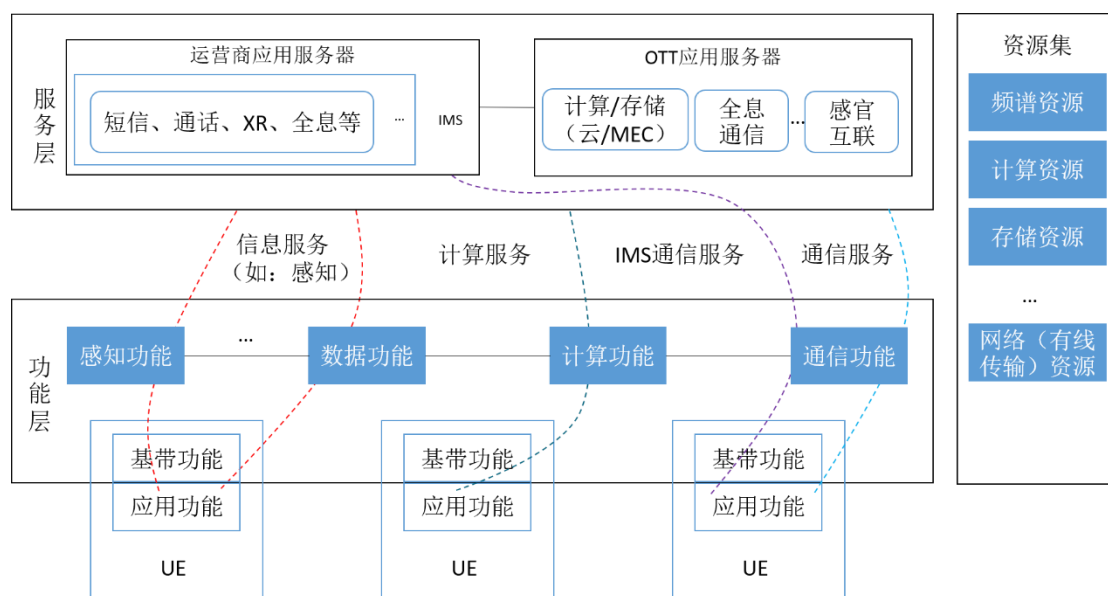 服务层
运营商应用服务器
短信、通话、XR、全息等
...
IMS
OTT应用服务器
计算/存储
（云/MEC）
全息
通信
...
感官
互联
信息服务
（如：感知）
计算服务
IMS通信服务
通信服务
功能层
感知功能
...
数据功能
计算功能
通信功能
基带功能
应用功能
UE
基带功能
应用功能
UE
基带功能
应用功能
UE
资源集
频谱资源
计算资源
存储资源
...
网络（有线
传输）资源